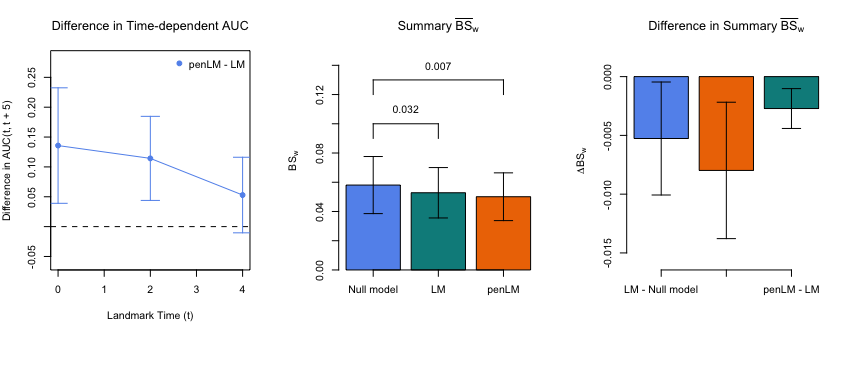 Difference in Time-dependent AUC
Difference in AUC(t, t + 5)
0.25
0.20
0.15
0.10
0.05
-0.05
penLM - LM
0 1 2 3 4
Landmark Time (t)
Summary BSw
BSw
0.12
0.08
0.04
0.00
0.007
0.032
Null model LM penLM
Difference in Summary BSw
ΔBSw
0.000
-0.005
-0.010
-0.015
LM - Null model penLM - LM